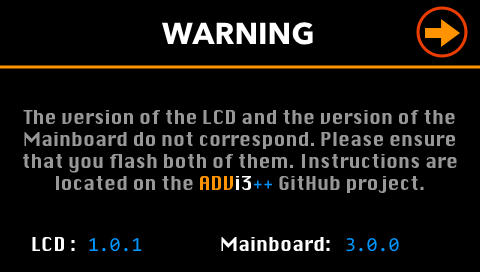 WARNING
The version of the LCD and the version of the
Mainboard do not correspond. Please ensure
that you flash both of them. Instructions are
located on the ADVi3++ GitHub project.
LCD: 1.0.1 Mainboard: 3.0.0